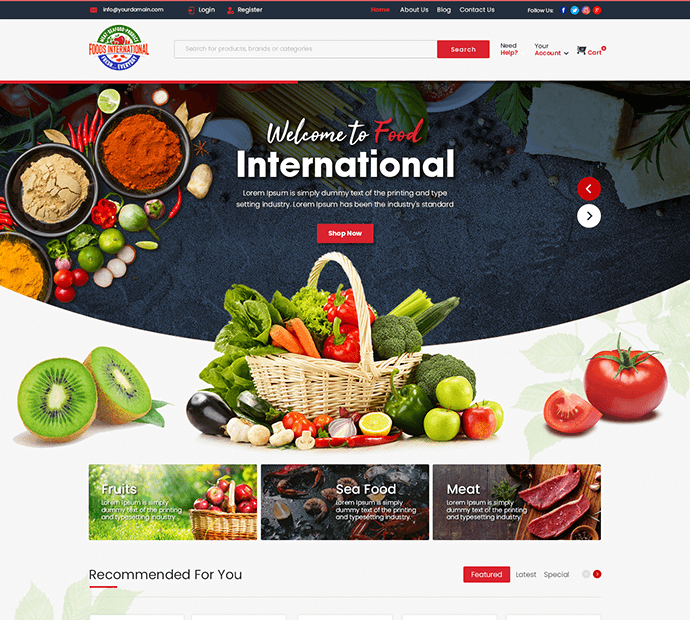 info@yourdomain.com
Login
Register
Home
About Us
Blog
Contact Us
Follow Us:
MEAT·SEAFOOD·PRODUCE
FOODS INTERNATIONAL
FRESH... EVERYDAY
Search for products, brands or categories
Search
Need
Help?
Your
Account
Cart
Welcome to Food
International
Lorem Ipsum is simply dummy text of the printing and type
setting industry. Lorem Ipsum has been the industry's standard
Shop Now
Fruits
Lorem Ipsum is simply
dummy text of the printing
and typesetting industry.
Sea Food
Lorem Ipsum is simply
dummy text of the printing
and typesetting industry.
Meat
Lorem Ipsum is simply
dummy text of the printing
and typesetting industry.
Recommended For You
Featured
Latest
Special